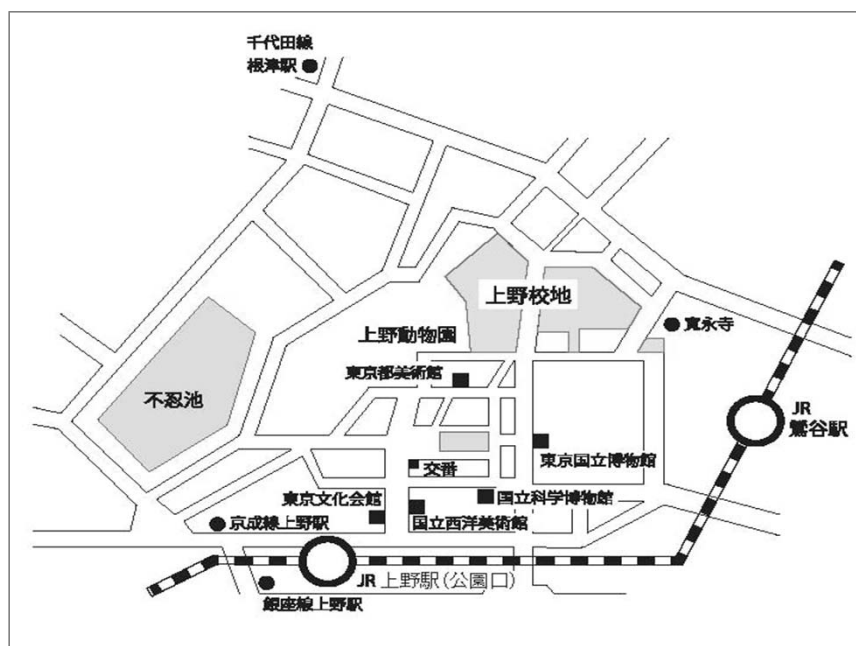 千代田線
根津駅
上野校地
上野動物園
寛永寺
東京都美術館
不忍池
JR
鶯谷駅
東京国立博物館
交番
東京文化会館
国立科学博物館
京成線上野駅
国立西洋美術館
JR 上野駅(公園口)
銀座線上野駅